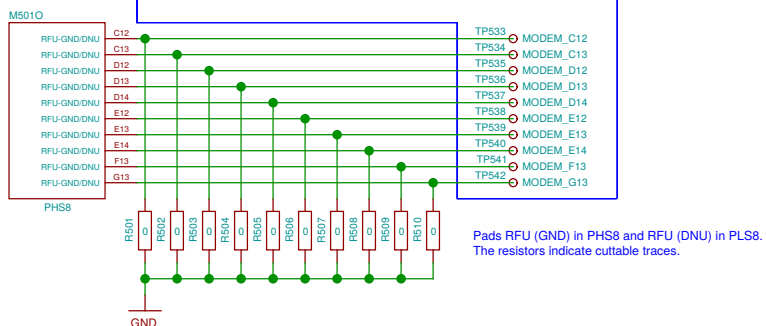 M501O
RFU-GND/DNU C12 TP533 MODEM_C12
RFU-GND/DNU C13 TP534 MODEM_C13
RFU-GND/DNU D12 TP535 MODEM_D12
RFU-GND/DNU D13 TP536 MODEM_D13
RFU-GND/DNU D14 TP537 MODEM_D14
RFU-GND/DNU E12 TP538 MODEM_E12
RFU-GND/DNU E13 TP539 MODEM_E13
RFU-GND/DNU E14 TP540 MODEM_E14
RFU-GND/DNU F13 TP541 MODEM_F13
RFU-GND/DNU G13 TP542 MODEM_G13
PHS8
R501 0 R502 0 R503 0 R504 0 R505 0 R506 0 R507 0 R508 0 R509 0 R510 0
Pads RFU (GND) in PHS8 and RFU (DNU) in PLS8.
The resistors indicate cuttable traces.
GND